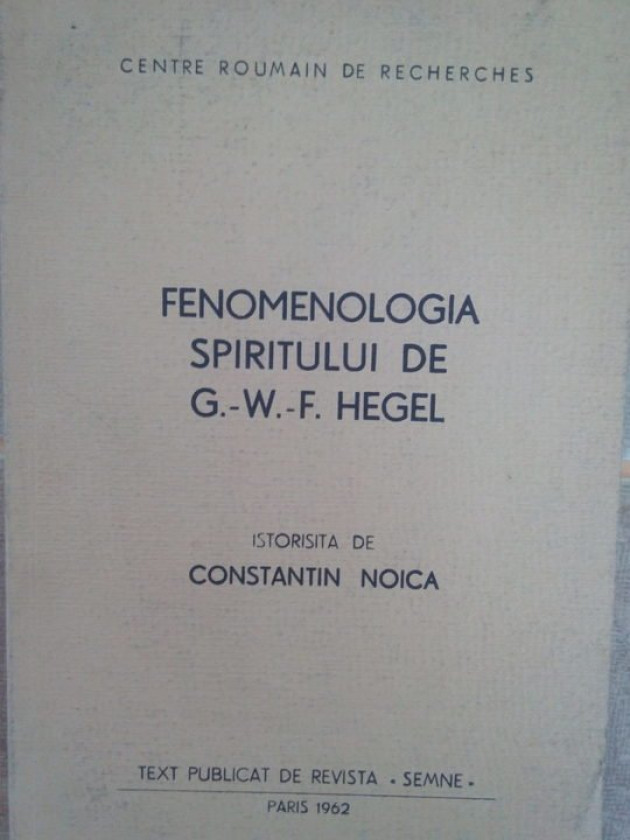 CENTRE ROUMAIN DE RECHERCHES
FENOMENOLOGIA
SPIRITULUI DE
G.-W.-F. HEGEL
ISTORISITA DE
CONSTANTIN NOICA
TEXT PUBLICAT DE REVISTA • SEMNE •
PARIS 1962